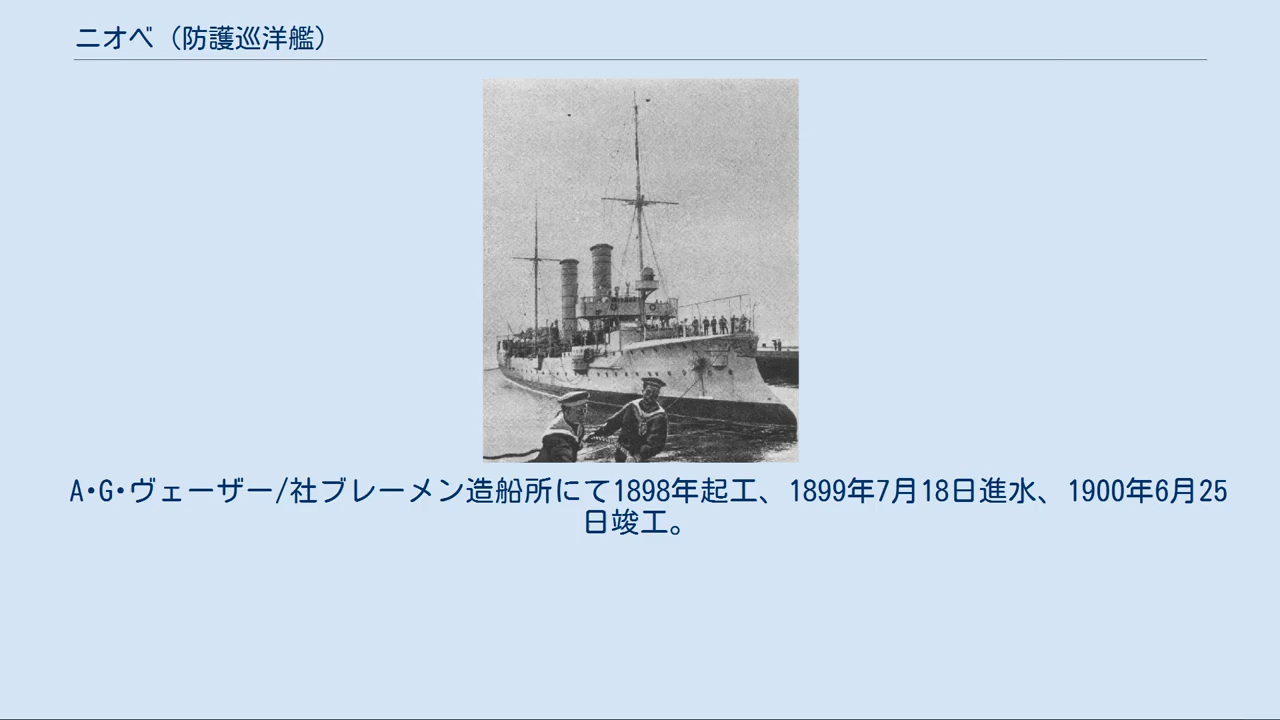 ニオベ（防護巡洋艦）
A・G・ヴェーザー/社ブレーメン造船所にて1898年起工、1899年7月18日進水、1900年6月25
日竣工。